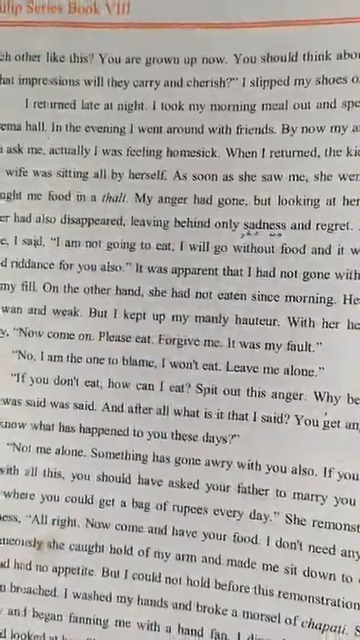 ulip Series Book VIII
ch other like this? You are grown up now. You should think abo
hat impressions will they carry and cherish?" I slipped my shoes o
I returned late at night. I took my morning meal out and spe
ema hall. In the evening I went around with friends. By now my a
ask me, actually I was feeling homesick. When I returned, the kid
wife was sitting all by herself. As soon as she saw me, she wen
ught me food in a thali. My anger had gone, but looking at her
er had also disappeared, leaving behind only sadness and regret.
e, I said, "I am not going to eat, I will go without food and it w
d riddance for you also." It was apparent that I had not gone with
my fill. On the other hand, she had not eaten since morning. He
wan and weak. But I kept up my manly hauteur. With her he
y, "Now come on. Please eat. Forgive me. It was my fault."
"No, I am the one to blame, I won't eat. Leave me alone."
"If you don't eat, how can I eat? Spit out this anger. Why be
was said was said. And after all what is it that I said? You get an
know what has happened to you these days?"
"Not me alone. Something has gone awry with you also. If you
with all this, you should have asked your father to marry you
where you could get a bag of rupees every day." She remonst
ness, "All right. Now come and have your food. I don't need any
neously she caught hold of my arm and made me sit down to
ad had no appetite. But I could not hold before this remonstration
n breached. I washed my hands and broke a morsel of chapati.
and began fanning me with a hand fan.
d looked at